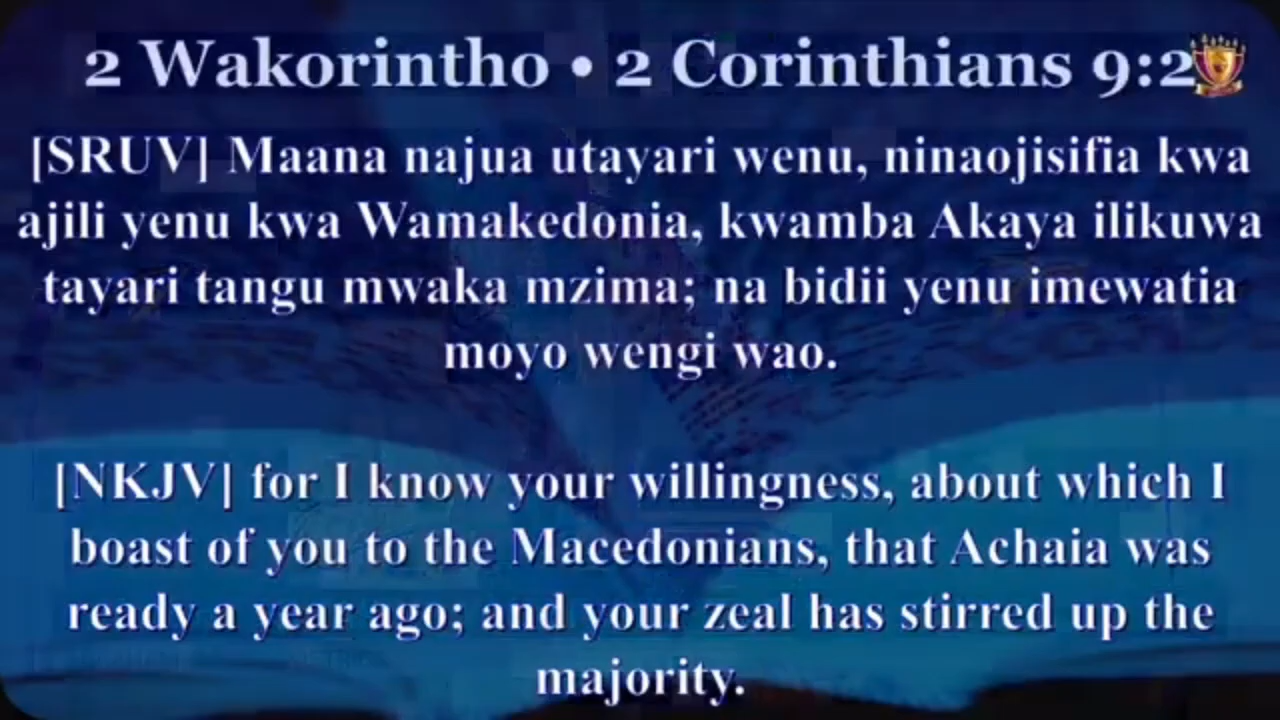 2 Wakorintho • 2 Corinthians 9:2
[SRUV] Maana najua utayari wenu, ninaojisifia kwa
ajili yenu kwa Wamakedonia, kwamba Akaya ilikuwa
tayari tangu mwaka mzima; na bidii yenu imewatia
moyo wengi wao.
[NKJV] for I know your willingness, about which I
boast of you to the Macedonians, that Achaia was
ready a year ago; and your zeal has stirred up the
majority.